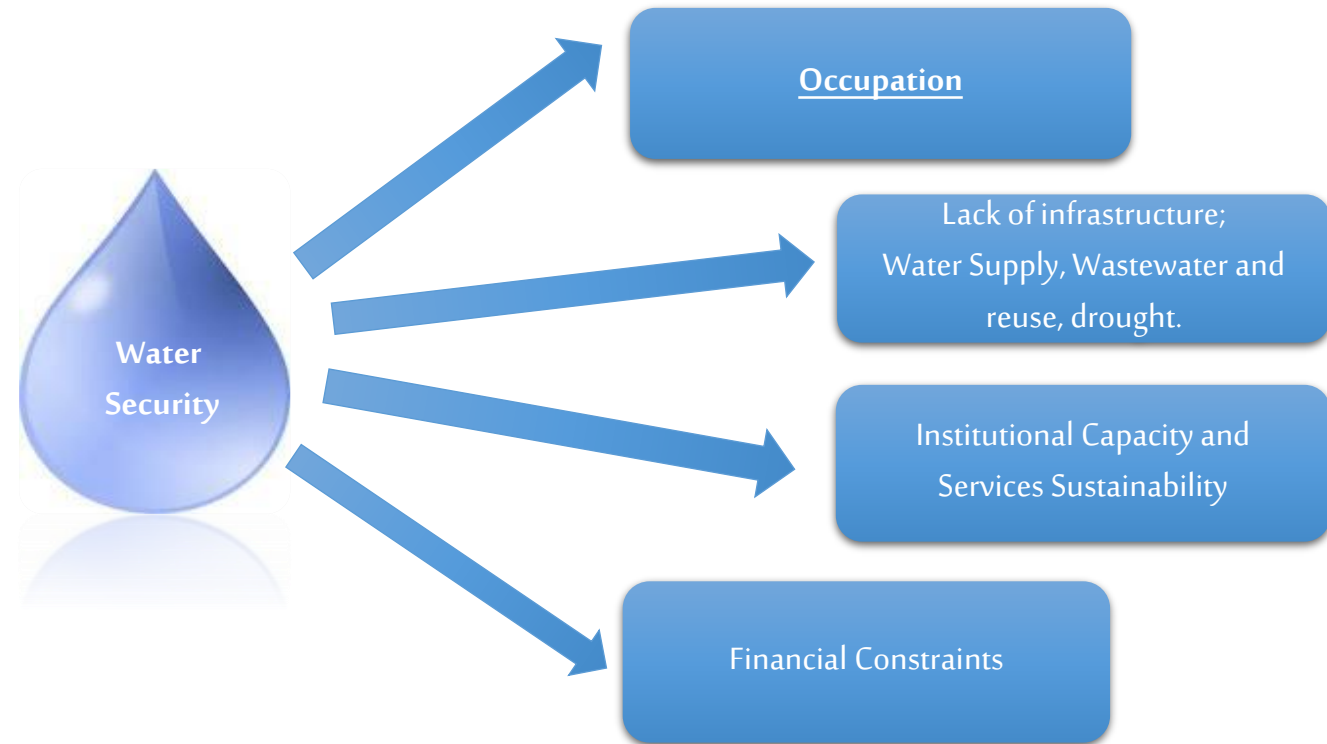 Occupation
Lack of infrastructure;
Water Supply, Wastewater and
reuse, drought.
Water
Security
Institutional Capacity and
Services Sustainability
Financial Constraints